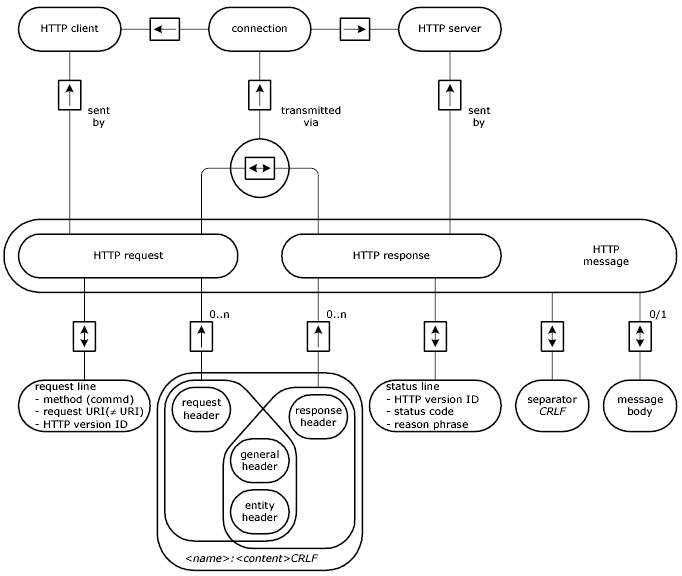 HTTP client
connection
HTTP server
sent
by
transmitted
via
sent
by
HTTP request
HTTP response
HTTP
message
0..n
0..n
0/1
request line
- method (commd)
- request URI(≠ URI)
- HTTP version ID
request
header
response
header
general
header
entity
header
<name>:<content>CRLF
status line
- HTTP version ID
- status code
- reason phrase
separator
CRLF
message
body